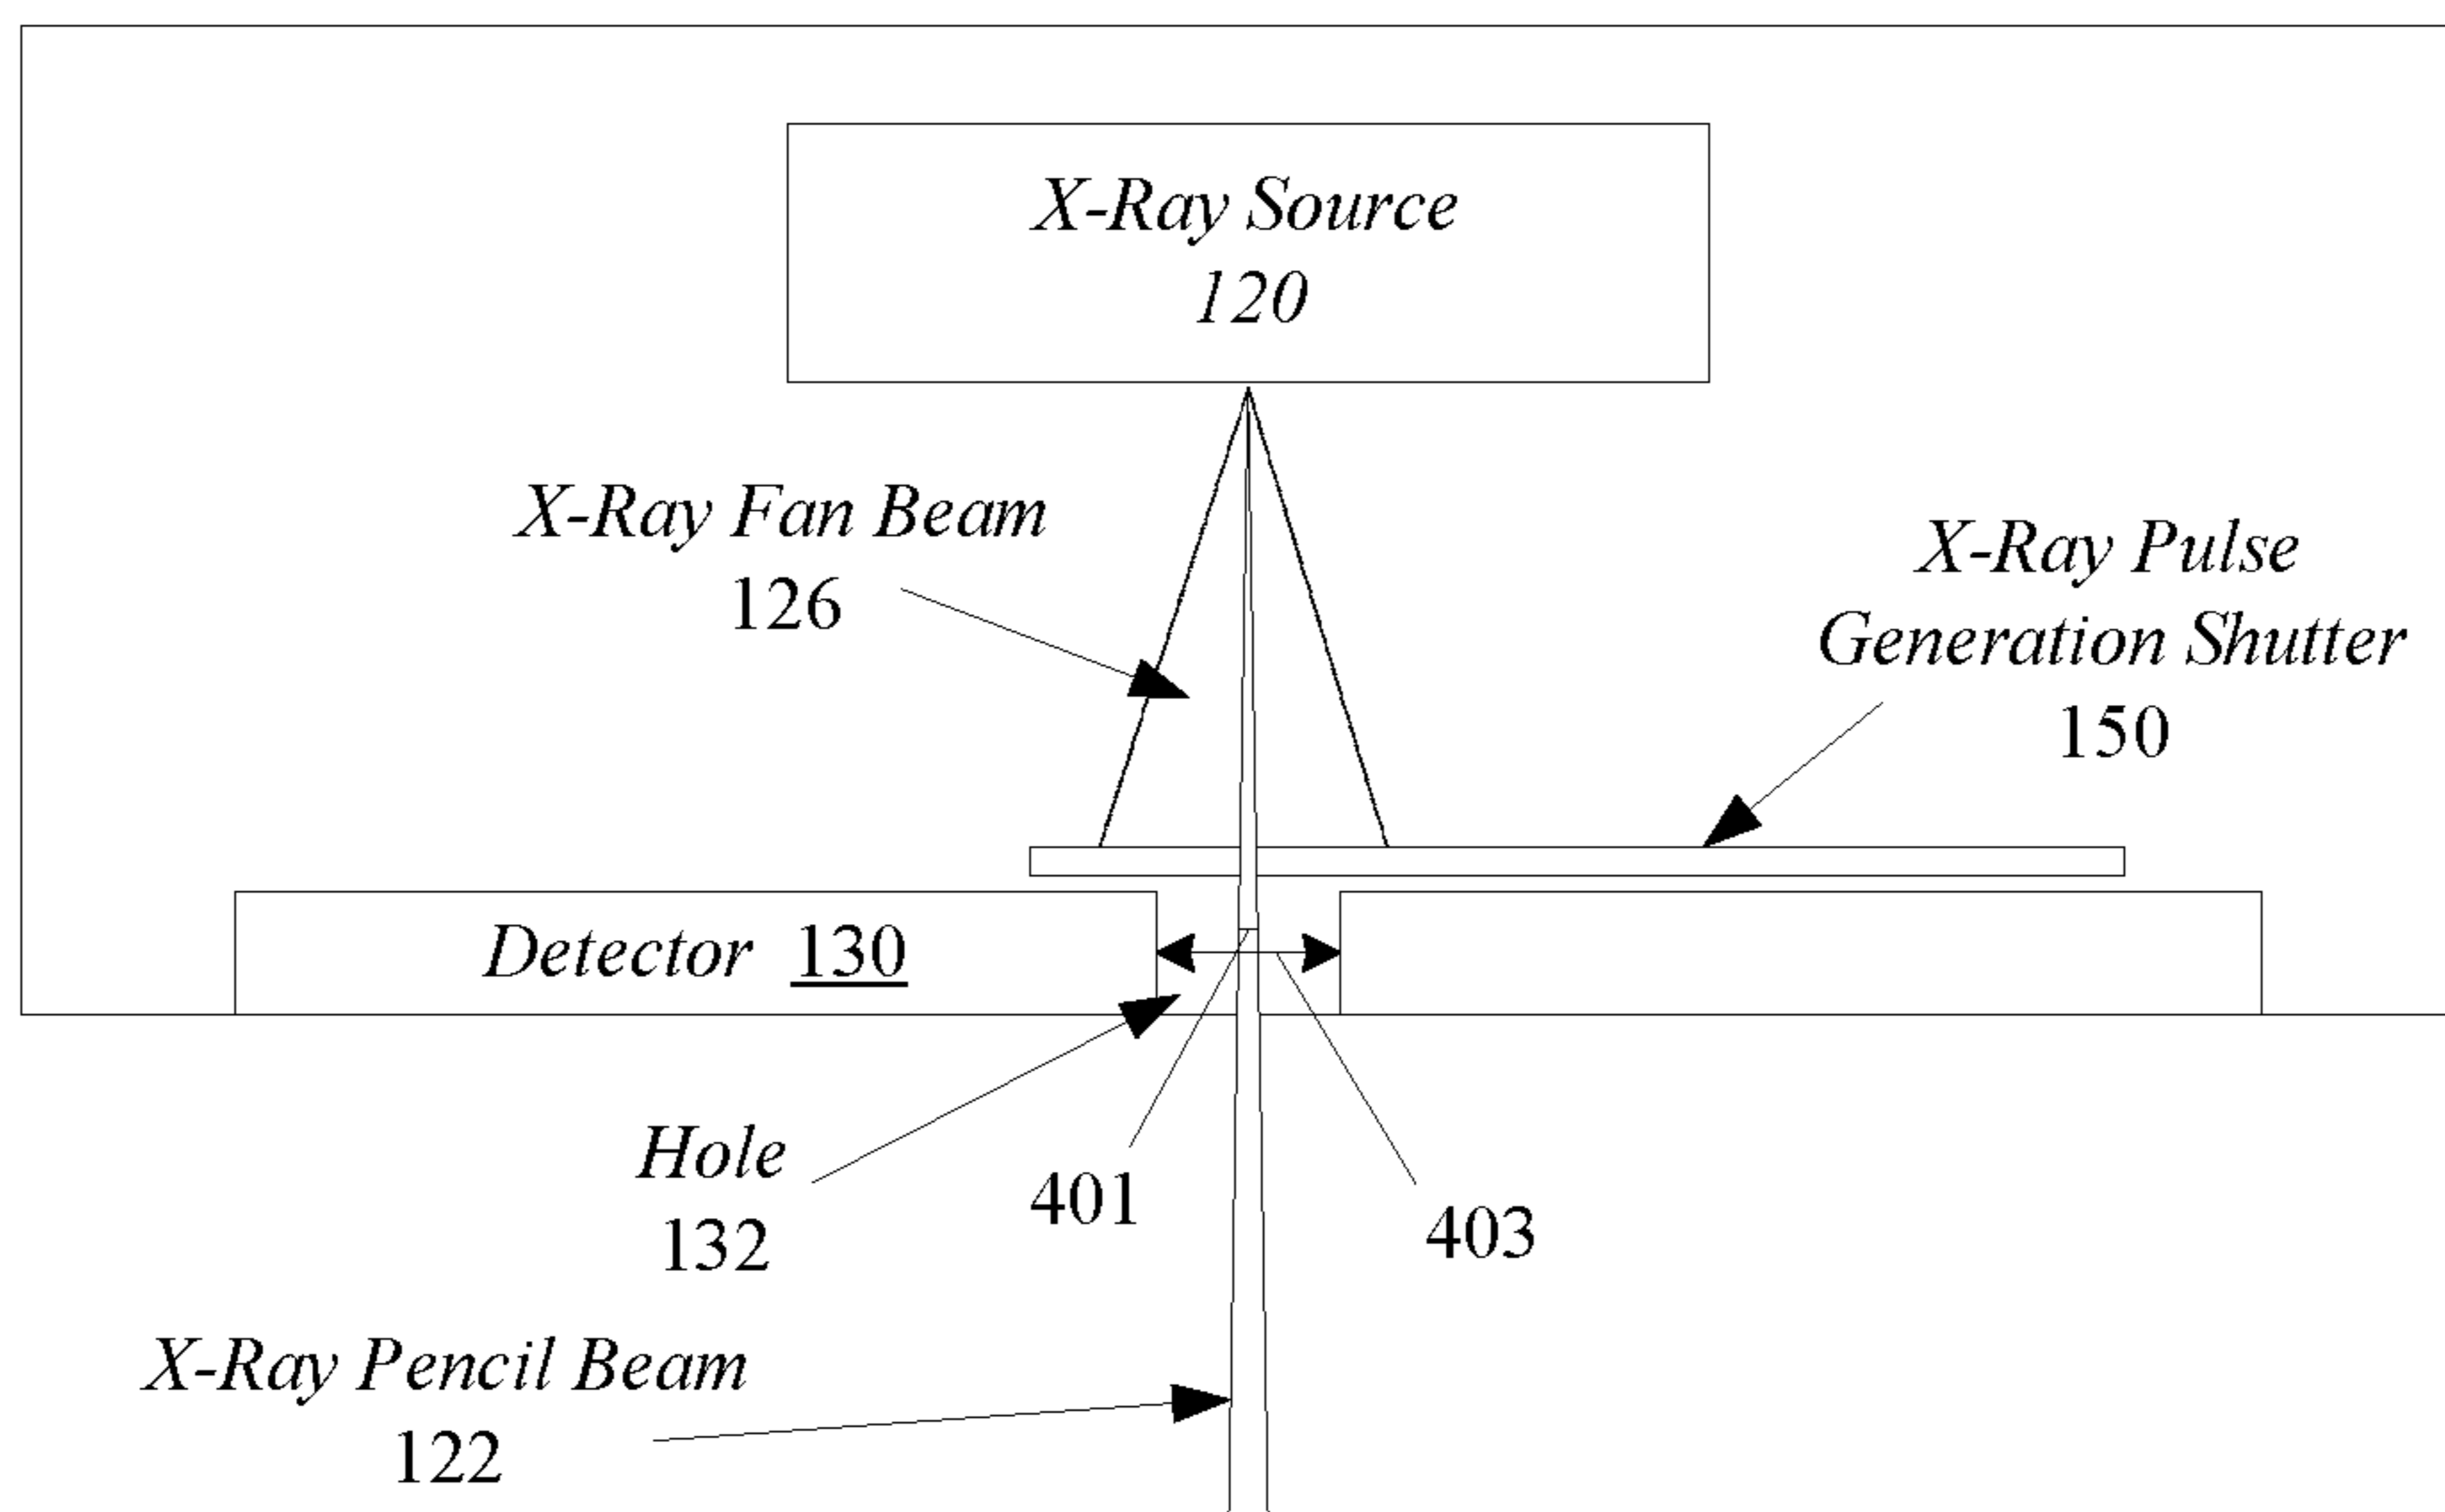 X-Ray Source
120
X-Ray Fan Beam
126
X-Ray Pulse
Generation Shutter
150
Detector 130
Hole
132
401
403
X-Ray Pencil Beam
122